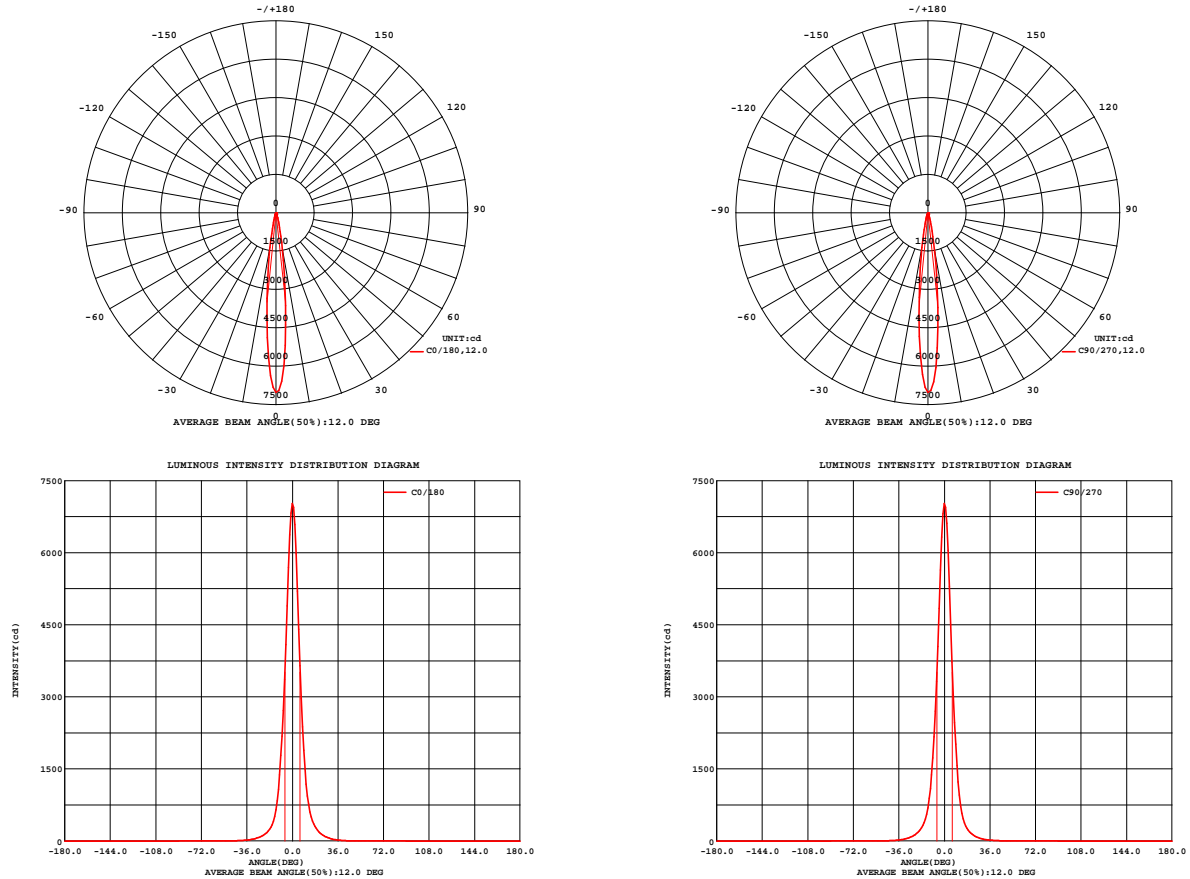 -/+180
-150
150
-120
120
-90
90
0
1500
3000
4500
6000
7500
-60
60
UNIT:cd
C0/180,12.0
-30
30
0
AVERAGE BEAM ANGLE(50%):12.0 DEG
-/+180
-150
150
-120
120
-90
90
0
1500
3000
4500
6000
7500
-60
60
UNIT:cd
C90/270,12.0
-30
30
0
AVERAGE BEAM ANGLE(50%):12.0 DEG
LUMINOUS INTENSITY DISTRIBUTION DIAGRAM
C0/180
7500
6000
4500
3000
1500
0
INTENSITY(cd)
-180.0 -144.0 -108.0 -72.0 -36.0 0.0 36.0 72.0 108.0 144.0 180.0
ANGLE(DEG)
AVERAGE BEAM ANGLE(50%):12.0 DEG
LUMINOUS INTENSITY DISTRIBUTION DIAGRAM
C90/270
7500
6000
4500
3000
1500
0
INTENSITY(cd)
-180.0 -144.0 -108.0 -72.0 -36.0 0.0 36.0 72.0 108.0 144.0 180.0
ANGLE(DEG)
AVERAGE BEAM ANGLE(50%):12.0 DEG